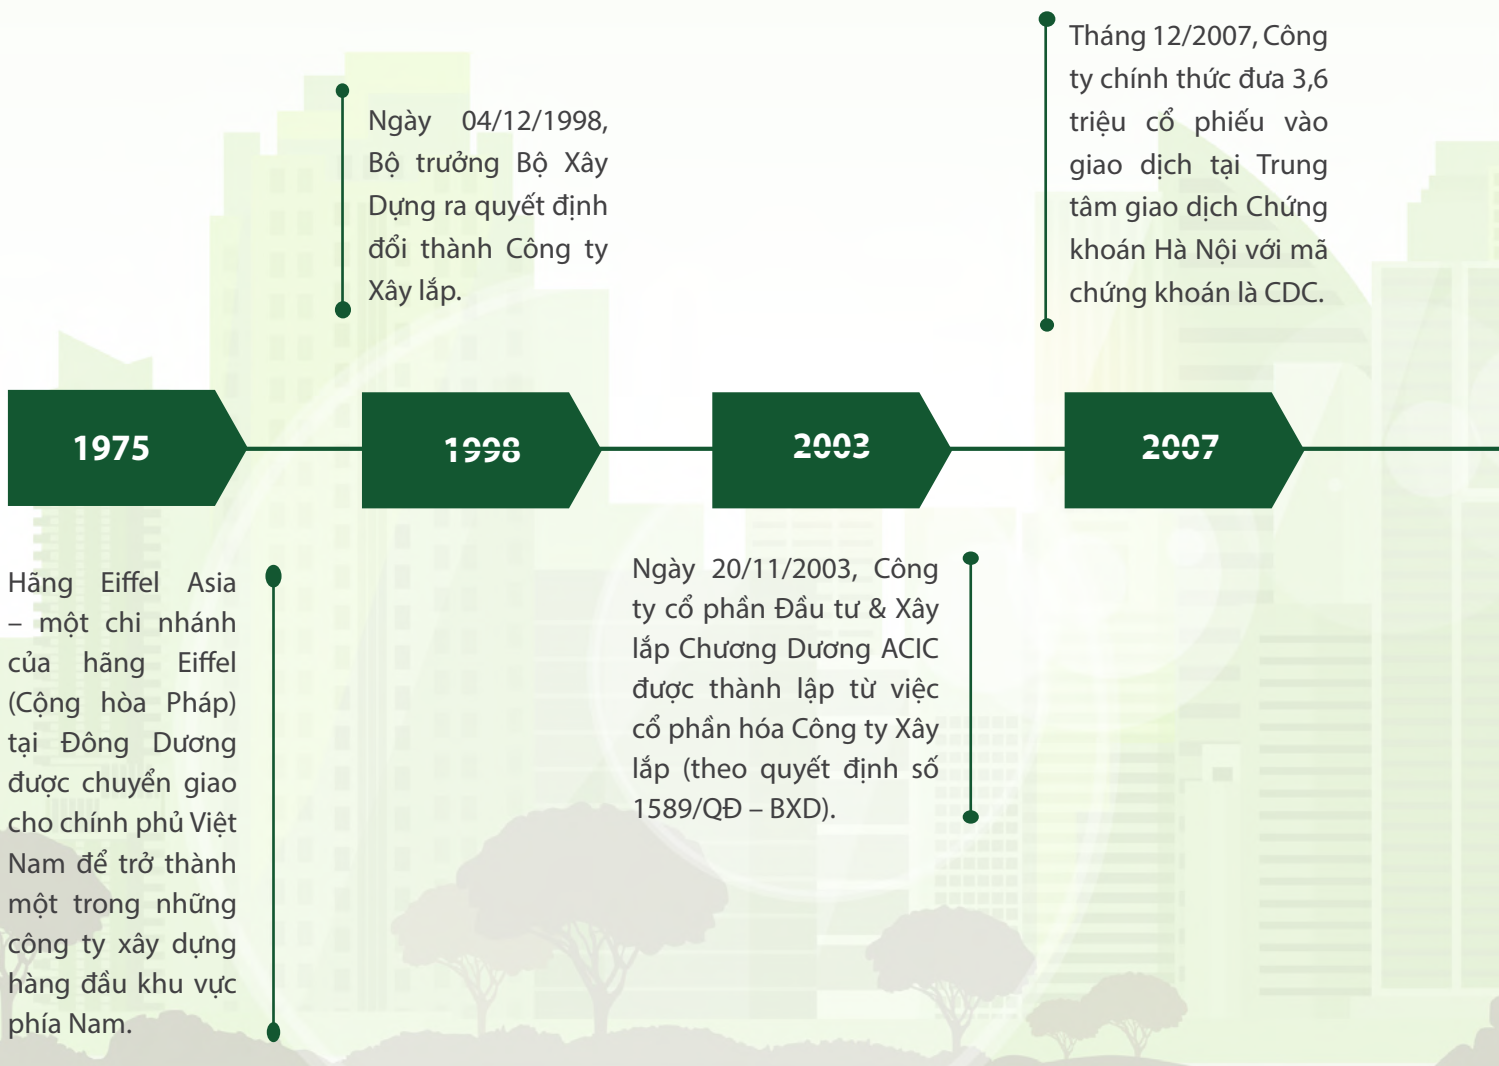 Tháng 12/2007, Công
ty chính thức đưa 3,6
triệu cổ phiếu vào
giao dịch tại Trung
tâm giao dịch Chứng
khoán Hà Nội với mã
chứng khoán là CDC.
Ngày 04/12/1998,
Bộ trưởng Bộ Xây
Dựng ra quyết định
đổi thành Công ty
Xây lắp.
1975
1998
2003
2007
Hãng Eiffel Asia
– một chi nhánh
của hãng Eiffel
(Cộng hòa Pháp)
tại Đông Dương
được chuyển giao
cho chính phủ Việt
Nam để trở thành
một trong những
công ty xây dựng
hàng đầu khu vực
phía Nam.
Ngày 20/11/2003, Công
ty cổ phần Đầu tư & Xây
lắp Chương Dương ACIC
được thành lập từ việc
cổ phần hóa Công ty Xây
lắp (theo quyết định số
1589/QĐ – BXD).